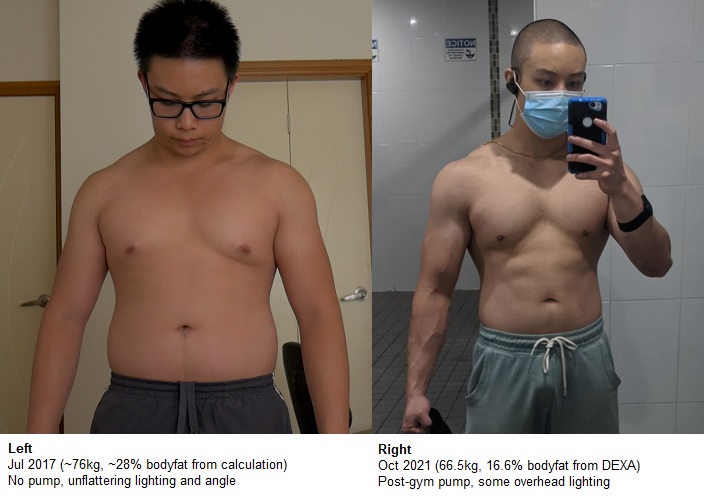 NOTICE
Left
Jul 2017 (~76kg, ~28% bodyfat from calculation)
No pump, unflattering lighting and angle
Right
Oct 2021 (66.5kg, 16.6% bodyfat from DEXA)
Post-gym pump, some overhead lighting